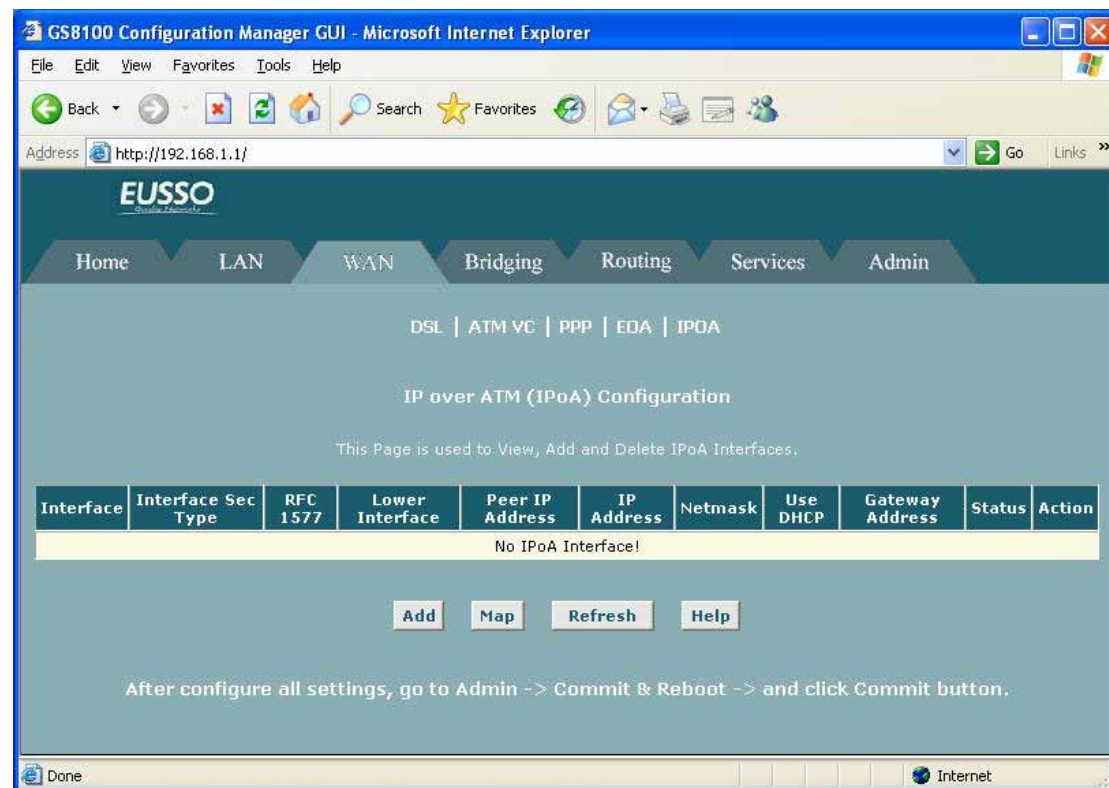 GS8100 Configuration Manager GUI - Microsoft Internet Explorer
File Edit View Favorites Tools Help
Back Search Favorites
Address http://192.168.1.1/ Go Links »
EUSSO
Quality Networks
Home LAN WAN Bridging Routing Services Admin
DSL | ATM VC | PPP | EOA | IPOA
IP over ATM (IPoA) Configuration
This Page is used to View, Add and Delete IPoA Interfaces.
Interface Interface Sec Type RFC 1577 Lower Interface Peer IP Address IP Address Netmask Use DHCP Gateway Address Status Action
No IPoA Interface!
Add Map Refresh Help
After configure all settings, go to Admin -> Commit & Reboot -> and click Commit button.
Done Internet